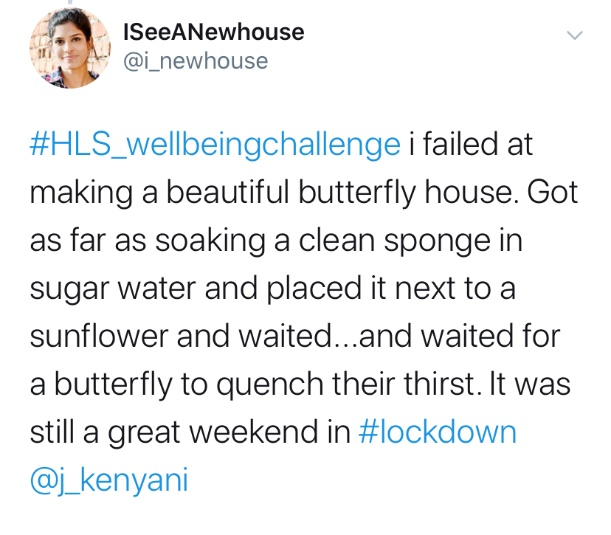 ISeeANewhouse
@i_newhouse
#HLS_wellbeingchallenge i failed at
making a beautiful butterfly house. Got
as far as soaking a clean sponge in
sugar water and placed it next to a
sunflower and waited...and waited for
a butterfly to quench their thirst. It was
still a great weekend in #lockdown
@j_kenyani